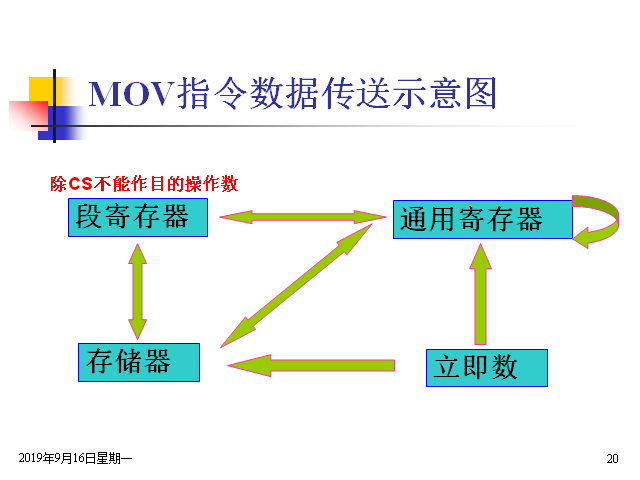 MOV指令数据传送示意图
除CS不能作目的操作数
段寄存器
通用寄存器
存储器
立即数
2019年9月16日星期一
20